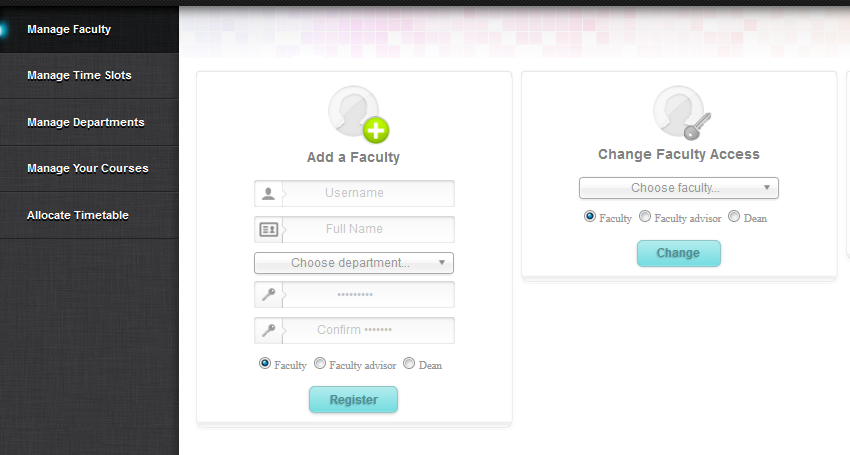 Manage Faculty
Manage Time Slots
Manage Departments
Manage Your Courses
Allocate Timetable
Add a Faculty
Username
Full Name
Choose department...
•••••••••
Confirm •••••••
Faculty Faculty advisor Dean
Register
Change Faculty Access
Choose faculty...
Faculty Faculty advisor Dean
Change